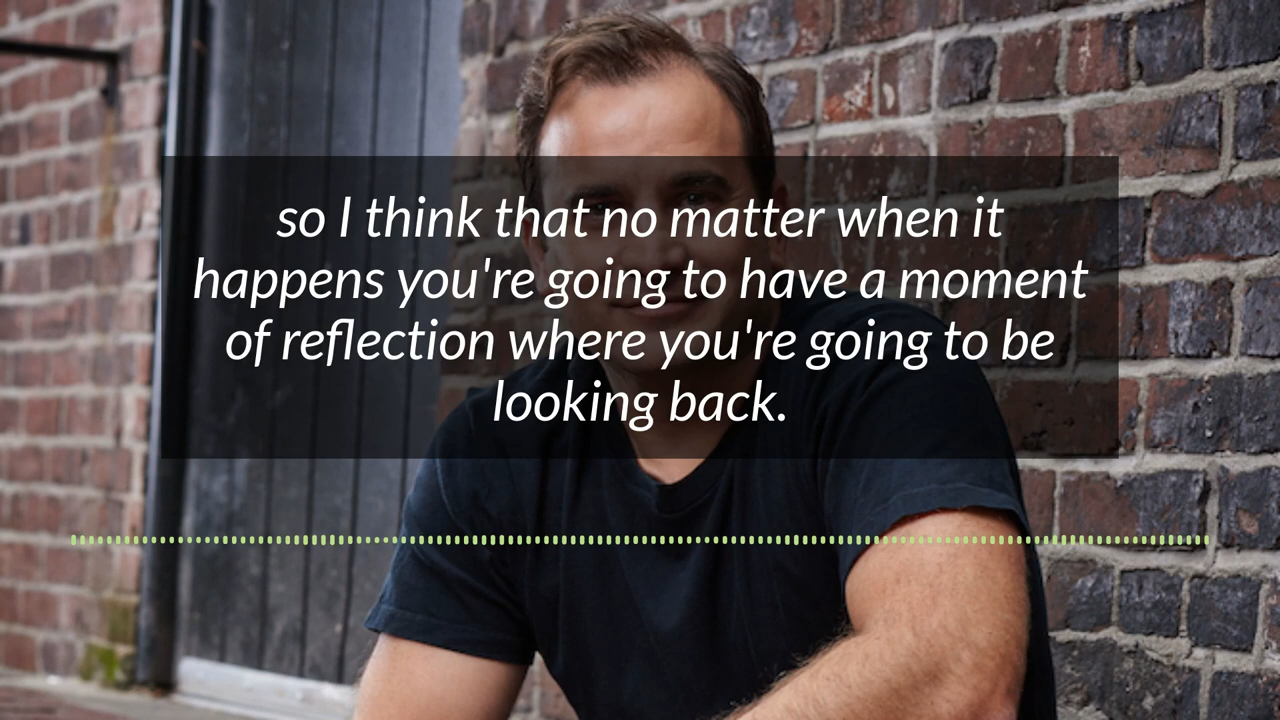 so I think that no matter when it
happens you're going to have a moment
of reflection where you're going to be
looking back.